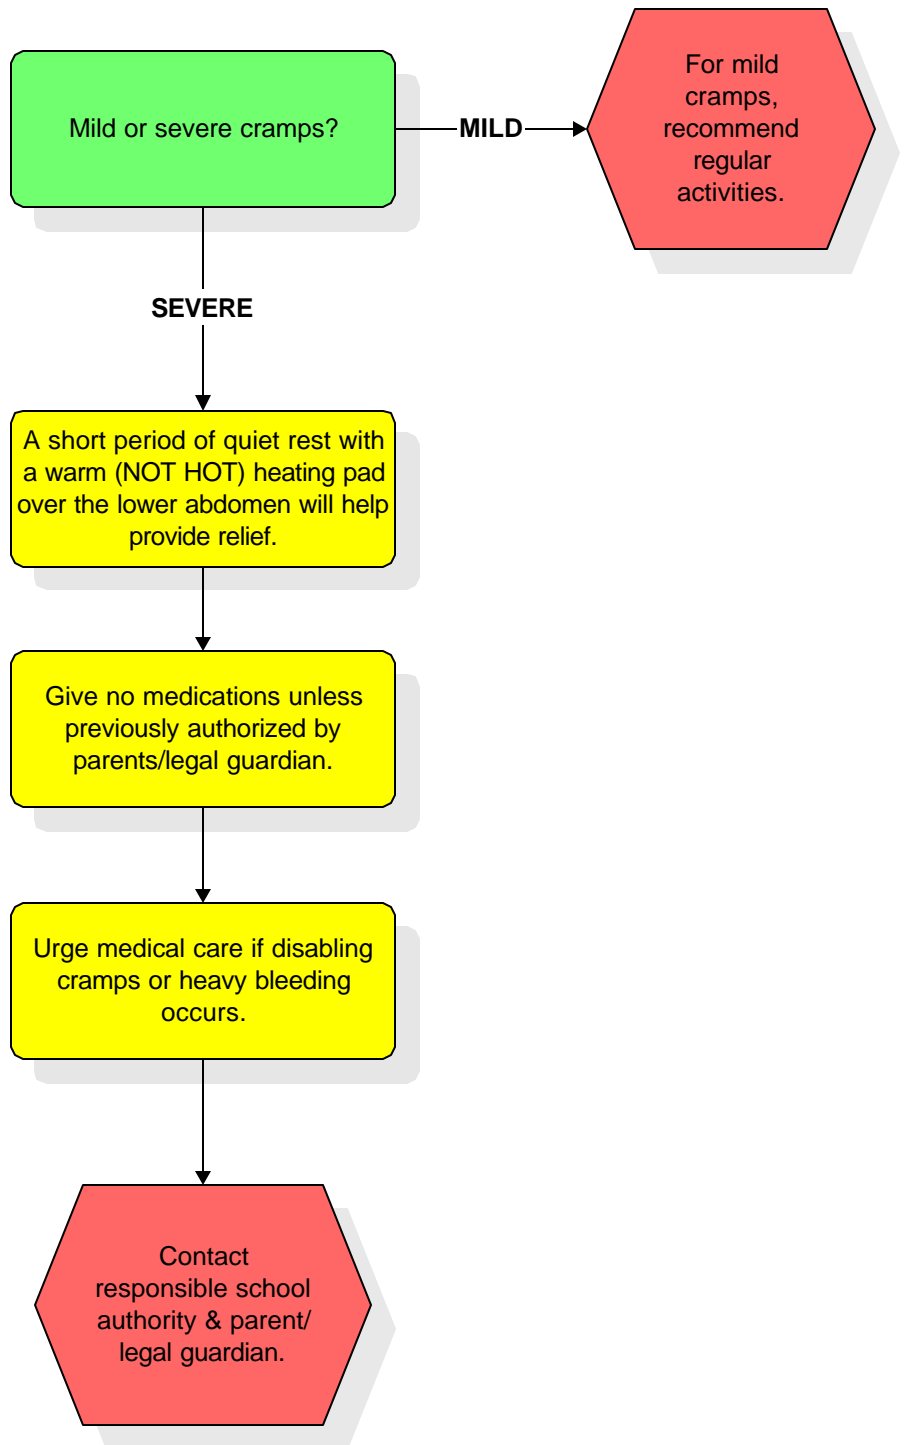 Mild or severe cramps?
MILD
For mild
cramps,
recommend
regular
activities.
SEVERE
A short period of quiet rest with
a warm (NOT HOT) heating pad
over the lower abdomen will help
provide relief.
Give no medications unless
previously authorized by
parents/legal guardian.
Urge medical care if disabling
cramps or heavy bleeding
occurs.
Contact
responsible school
authority & parent/
legal guardian.